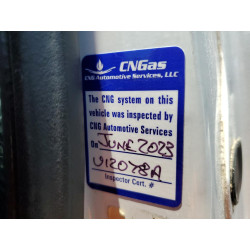 CNGas
CNG Automotive Services, LLC
The CNG system on this
vehicle was inspected by
CNG Automotive Services
On JUNE 2023
V12078A
Inspector Cert. #